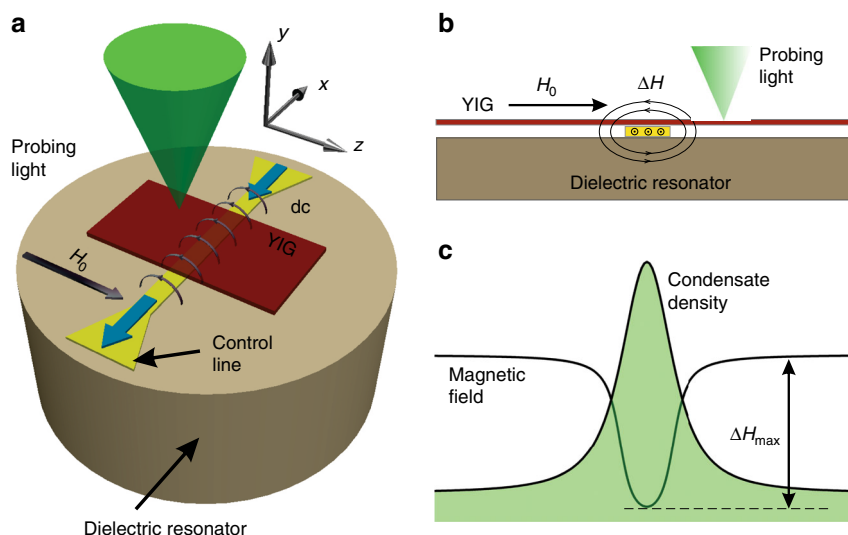 a
y
x
z
Probing
light
dc
YIG
H0
Control
line
Dielectric resonator
b
Probing
light
YIG
H0
ΔH
Dielectric resonator
c
Condensate
density
Magnetic
field
ΔHmax